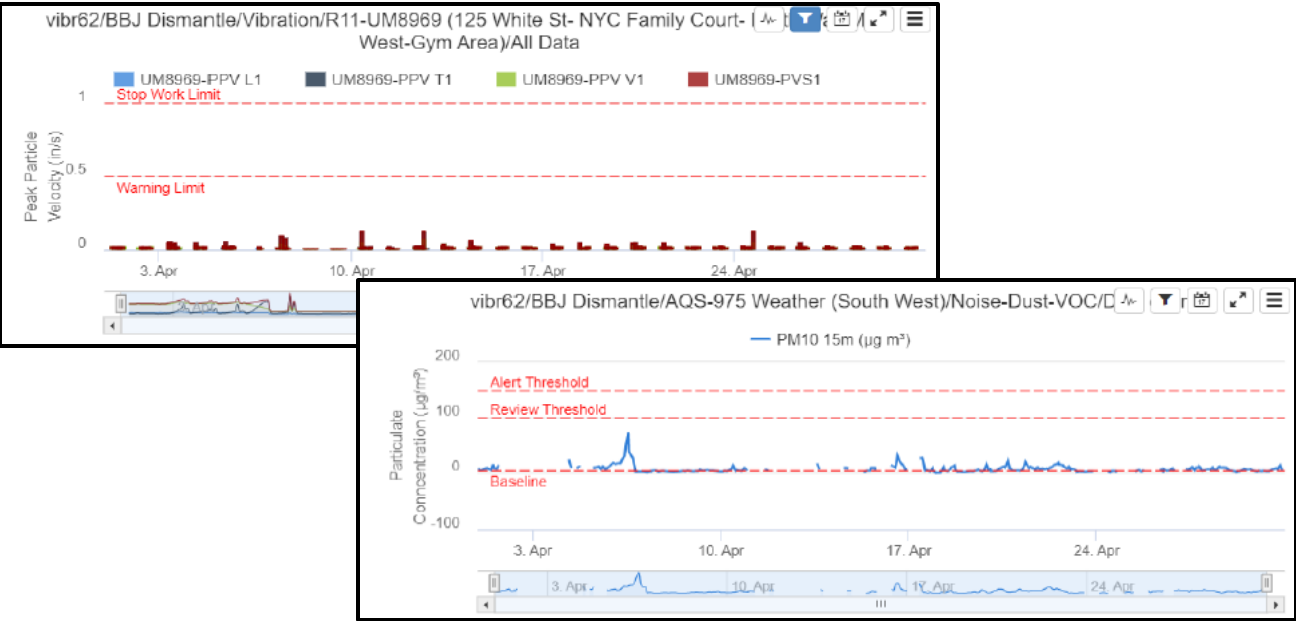 vibr62/BBJ Dismantle/Vibration/R11-UM8969 (125 White St- NYC Family Court-
West-Gym Area)/All Data
UM8969-PPV L1 UM8969-PPV T1 UM8969-PPV V1 UM8969-PVS1
1
Stop Work Limit
Peak Particle
Velocity (in/s)
0.5
Warning Limit
0
3. Apr 10. Apr 17. Apr 24. Apr
vibr62/BBJ Dismantle/AQS-975 Weather (South West)/Noise-Dust-VOC/D
PM10 15m (µg m³)
200
Alert Threshold
Particulate
Conncentration (µg/m³)
100
Review Threshold
0
Baseline
-100
3. Apr 10. Apr 17. Apr 24. Apr
3. Apr 10. Apr 17. Apr 24. Apr